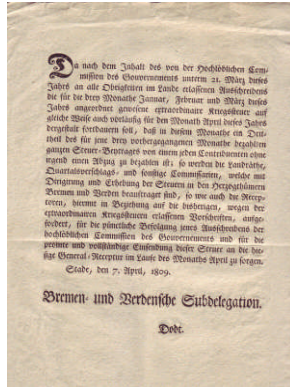 Da nach dem Inhalt des von der Hochlöblichen Com-
mission des Gouvernements unterm 21. März dieses
Jahrs an alle Obrigkeiten im Lande erlassenen Ausschreibens
die für die drey Monathe Januar, Februar und März dieses
Jahrs angeordnet gewesene extraordinaire Kriegssteuer auf
gleiche Weise auch vorläufig für den Monath April dieses Jahrs
dergestalt fortdauern soll, daß in diesem Monathe ein Drit-
theil des für jene drey vorhergegangenen Monathe bezahlten
ganzen Steuer-Beytrages von einem jeden Contribuenten ohne
irgend einen Abzug zu bezahlen ist; so werden die Landräthe,
Quartalsvorschlags- und sonstige Commissarien, welche mit
Dirigirung und Erhebung der Steuern in den Herzogthümern
Bremen und Verden beauftragt sind, so wie auch die Recep-
toren, hiemit in Beziehung auf die bisherigen, wegen der
extraordinairen Kriegssteuern erlassenen Vorschriften, aufge-
fordert, für die pünctliche Befolgung jenes Ausschreibens der
hochlöblichen Commission des Gouvernements und für die
prompte und vollständige Einsendung dieser Steuer an die hie-
sige General-Receptur im Laufe des Monaths April zu sorgen.
Stade, den 7. April, 1809.
Bremen- und Verdensche Subdelegation.
Dodt.